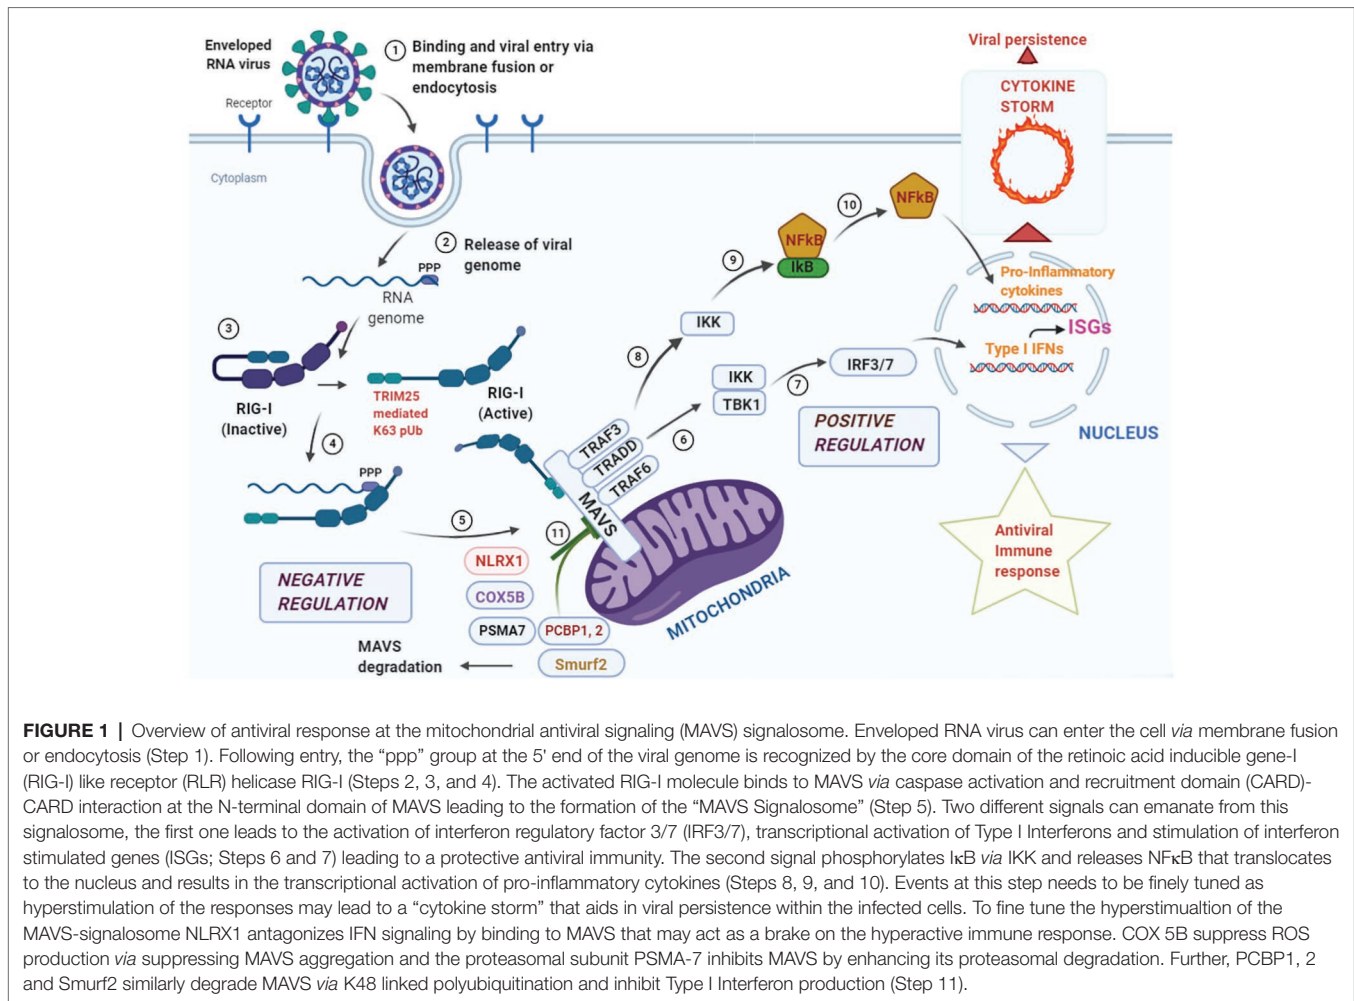 Enveloped
RNA virus
1
Binding and viral entry via
membrane fusion or
endocytosis
Receptor
Cytoplasm
2
Release of viral
genome
PPP
RNA
genome
3
RIG-I
(Inactive)
TRIM25
mediated
K63 pUb
RIG-I
(Active)
4
PPP
5
NEGATIVE
REGULATION
NLRX1
COX5B
PSMA7
PCBP1, 2
Smurf2
MAVS
degradation
11
MAVS
TRAF3
TRADD
TRAF6
MITOCHONDRIA
6
IKK
TBK1
7
IRF3/7
POSITIVE
REGULATION
8
IKK
9
NFkB
IkB
10
NFkB
Viral persistence
CYTOKINE
STORM
Pro-Inflammatory
cytokines
ISGs
Type I IFNs
NUCLEUS
Antiviral
Immune
response
FIGURE 1 | Overview of antiviral response at the mitochondrial antiviral signaling (MAVS) signalosome. Enveloped RNA virus can enter the cell via membrane fusion
or endocytosis (Step 1). Following entry, the “ppp” group at the 5' end of the viral genome is recognized by the core domain of the retinoic acid inducible gene-I
(RIG-I) like receptor (RLR) helicase RIG-I (Steps 2, 3, and 4). The activated RIG-I molecule binds to MAVS via caspase activation and recruitment domain (CARD)-
CARD interaction at the N-terminal domain of MAVS leading to the formation of the “MAVS Signalosome” (Step 5). Two different signals can emanate from this
signalosome, the first one leads to the activation of interferon regulatory factor 3/7 (IRF3/7), transcriptional activation of Type I Interferons and stimulation of interferon
stimulated genes (ISGs; Steps 6 and 7) leading to a protective antiviral immunity. The second signal phosphorylates IκB via IKK and releases NFκB that translocates
to the nucleus and results in the transcriptional activation of pro-inflammatory cytokines (Steps 8, 9, and 10). Events at this step needs to be finely tuned as
hyperstimulation of the responses may lead to a “cytokine storm” that aids in viral persistence within the infected cells. To fine tune the hyperstimualtion of the
MAVS-signalosome NLRX1 antagonizes IFN signaling by binding to MAVS that may act as a brake on the hyperactive immune response. COX 5B suppress ROS
production via suppressing MAVS aggregation and the proteasomal subunit PSMA-7 inhibits MAVS by enhancing its proteasomal degradation. Further, PCBP1, 2
and Smurf2 similarly degrade MAVS via K48 linked polyubiquitination and inhibit Type I Interferon production (Step 11).